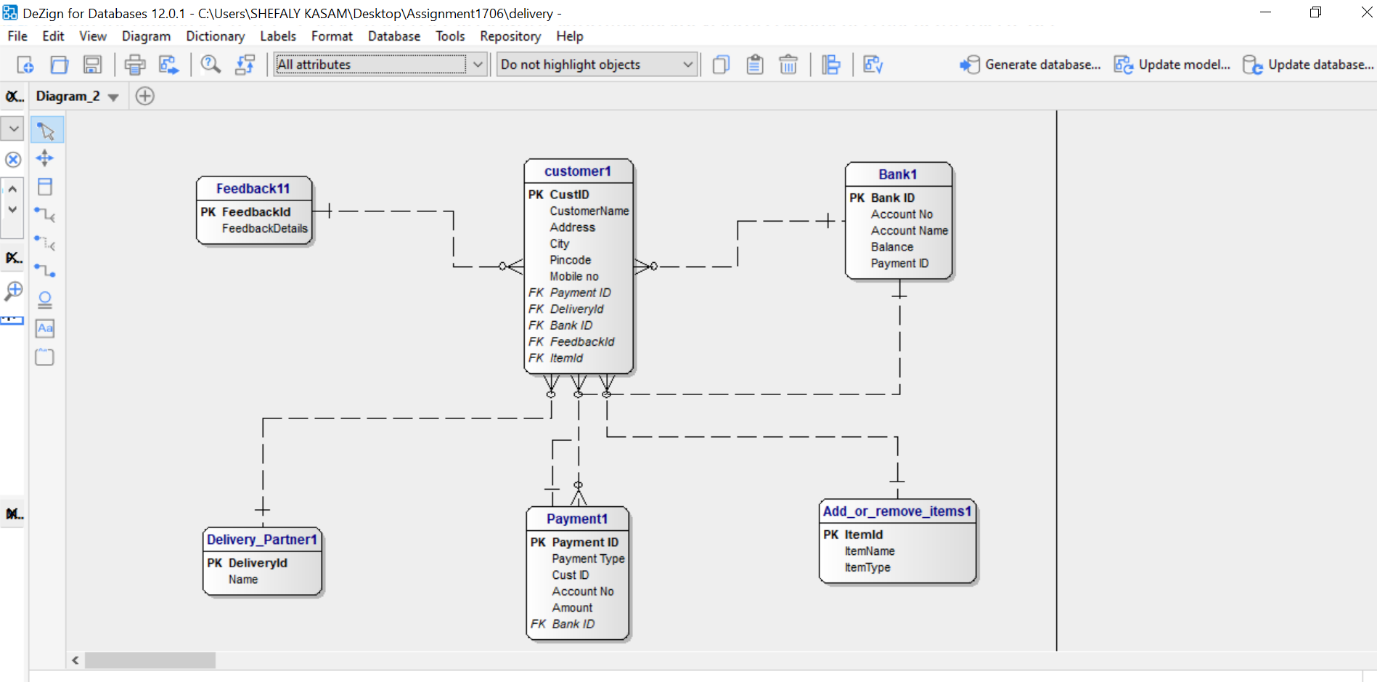 DeZign for Databases 12.0.1 - C:\Users\SHEFALY KASAM\Desktop\Assignment1706\delivery -
File Edit View Diagram Dictionary Labels Format Database Tools Repository Help
All attributes Do not highlight objects Generate database... Update model... Update database...
Diagram_2
Feedback11
PK FeedbackId
FeedbackDetails
customer1
PK CustID
CustomerName
Address
City
Pincode
Mobile no
FK Payment ID
FK DeliveryId
FK Bank ID
FK FeedbackId
FK ItemId
Bank1
PK Bank ID
Account No
Account Name
Balance
Payment ID
Delivery_Partner1
PK DeliveryId
Name
Payment1
PK Payment ID
Payment Type
Cust ID
Account No
Amount
FK Bank ID
Add_or_remove_items1
PK ItemId
ItemName
ItemType
Aa